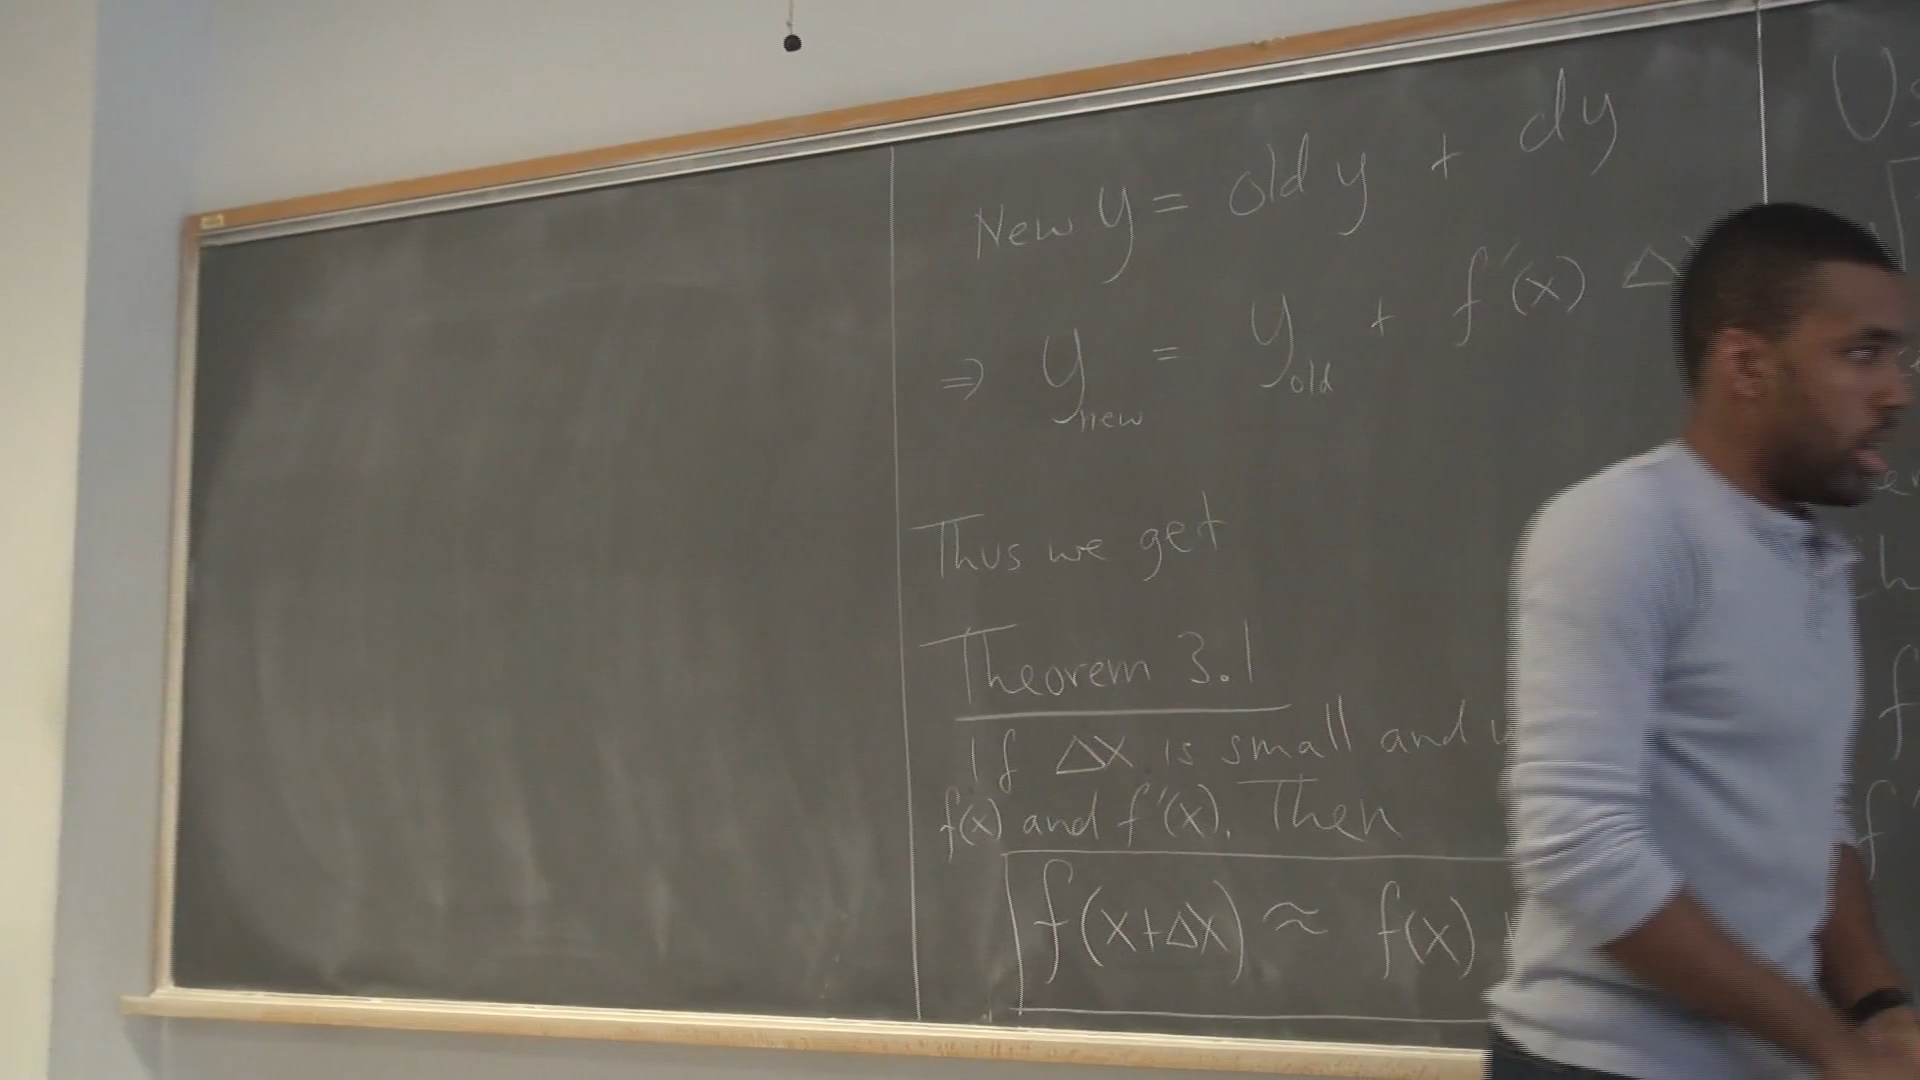 New y = old y + dy
⇒ y_new = y_old + f'(x) Δ
Thus we get
Theorem 3.1
If Δx is small and
f(x) and f'(x). Then
f(x+Δx) ≈ f(x)